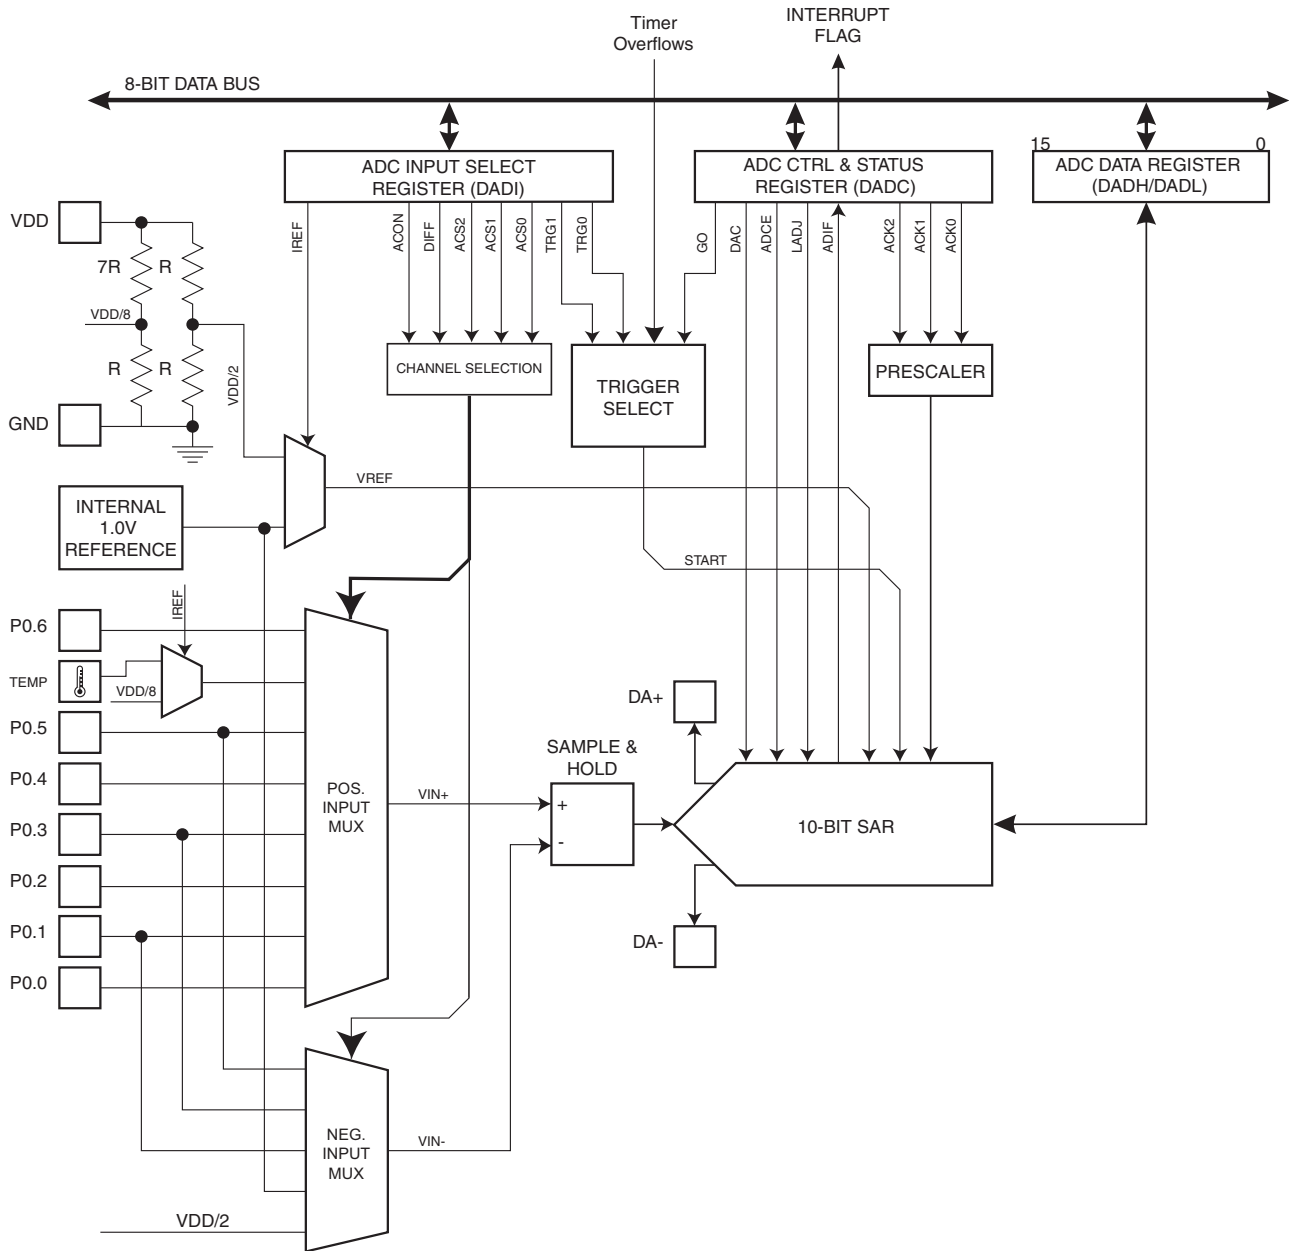 Timer
Overflows
INTERRUPT
FLAG
8-BIT DATA BUS
ADC INPUT SELECT
REGISTER (DADI)
ADC CTRL & STATUS
REGISTER (DADC)
15
0
ADC DATA REGISTER
(DADH/DADL)
IREF
ACON
DIFF
ACS2
ACS1
ACS0
TRG1
TRG0
GO
DAC
ADCE
LADJ
ADIF
ACK2
ACK1
ACK0
VDD
7R
R
VDD/8
R
R
VDD/2
GND
CHANNEL SELECTION
TRIGGER
SELECT
PRESCALER
INTERNAL
1.0V
REFERENCE
VREF
START
IREF
P0.6
TEMP
VDD/8
P0.5
P0.4
P0.3
P0.2
P0.1
P0.0
POS.
INPUT
MUX
VIN+
SAMPLE &
HOLD
+
-
DA+
10-BIT SAR
DA-
NEG.
INPUT
MUX
VIN-
VDD/2